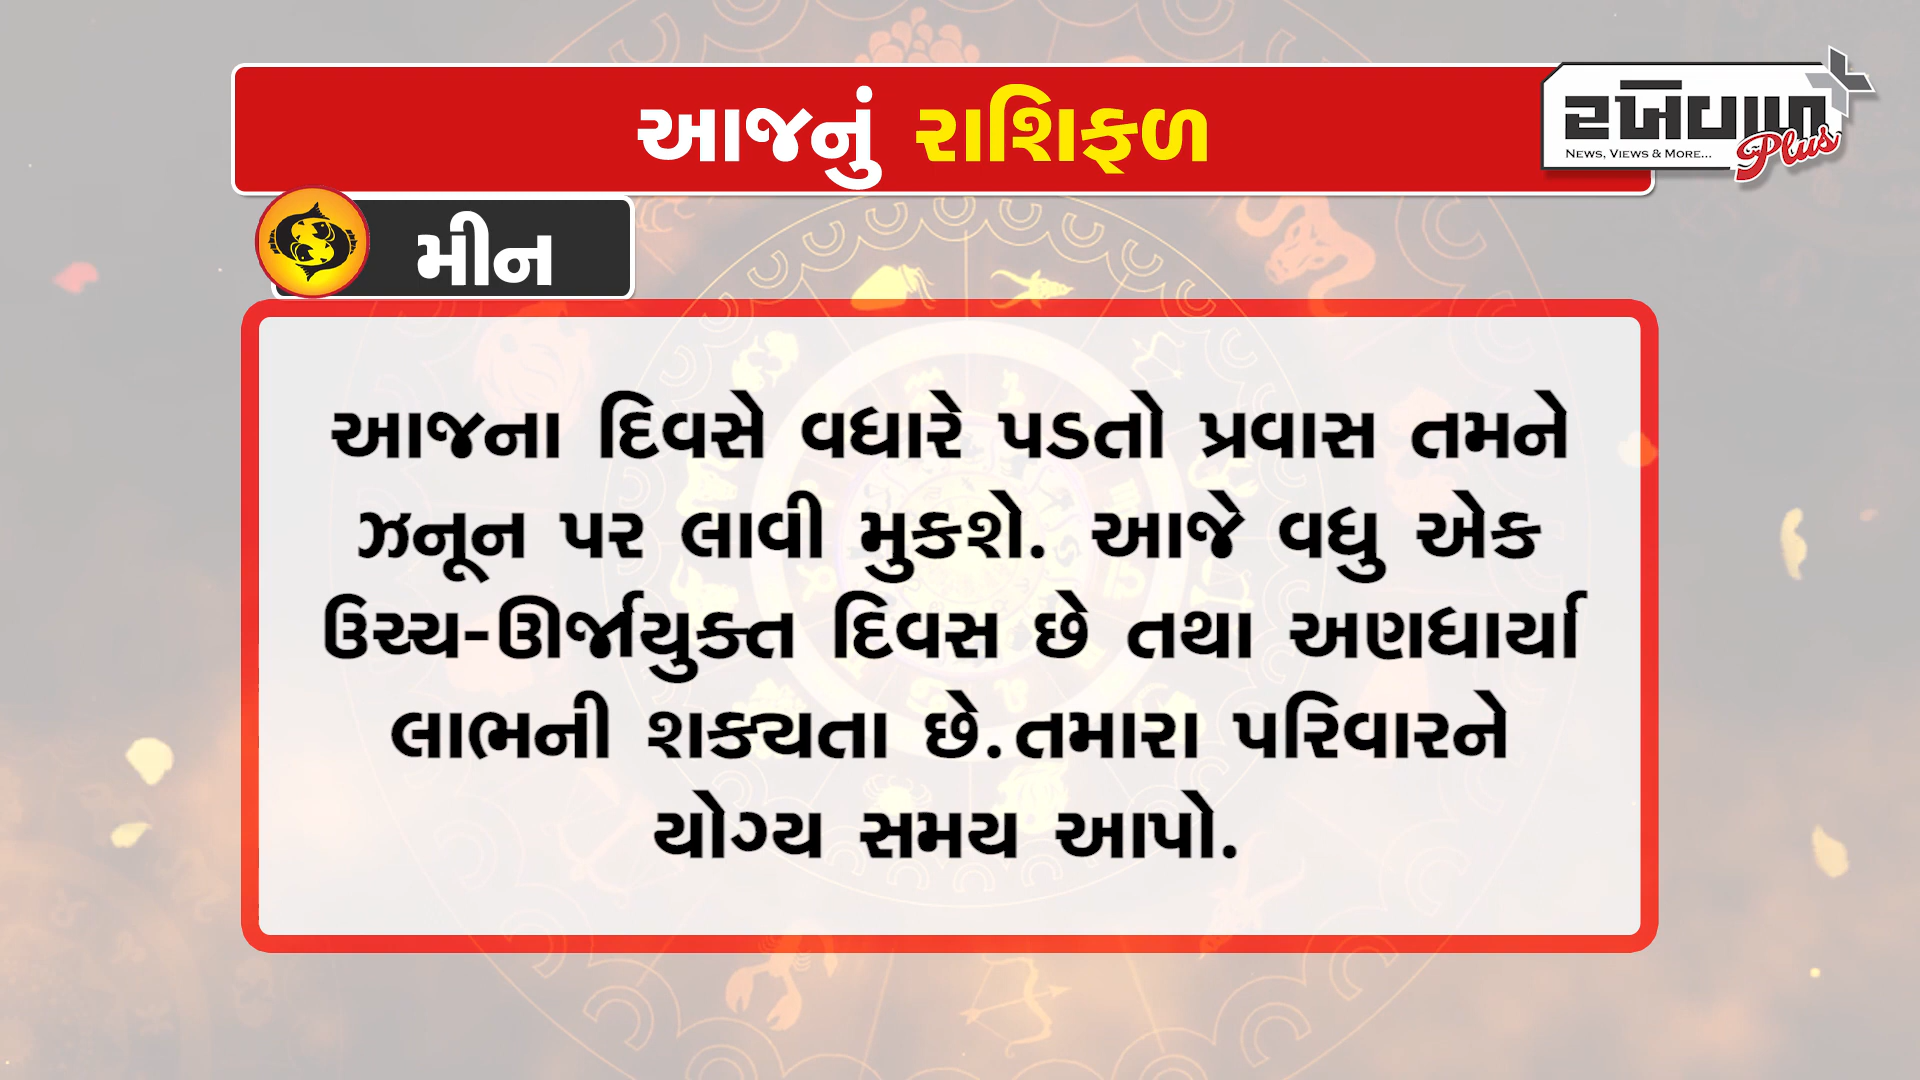 આજનું રાશિફળ
રખેવાળ
NEWS, VIEWS & MORE...
Plus
મીન
આજના દિવસે વધારે પડતો પ્રવાસ તમને
ઝનૂન પર લાવી મુકશે. આજે વધુ એક
ઉચ્ચ-ઊર્જાયુક્ત દિવસ છે તથા અણધાર્યા
લાભની શક્યતા છે.તમારા પરિવારને
યોગ્ય સમય આપો.